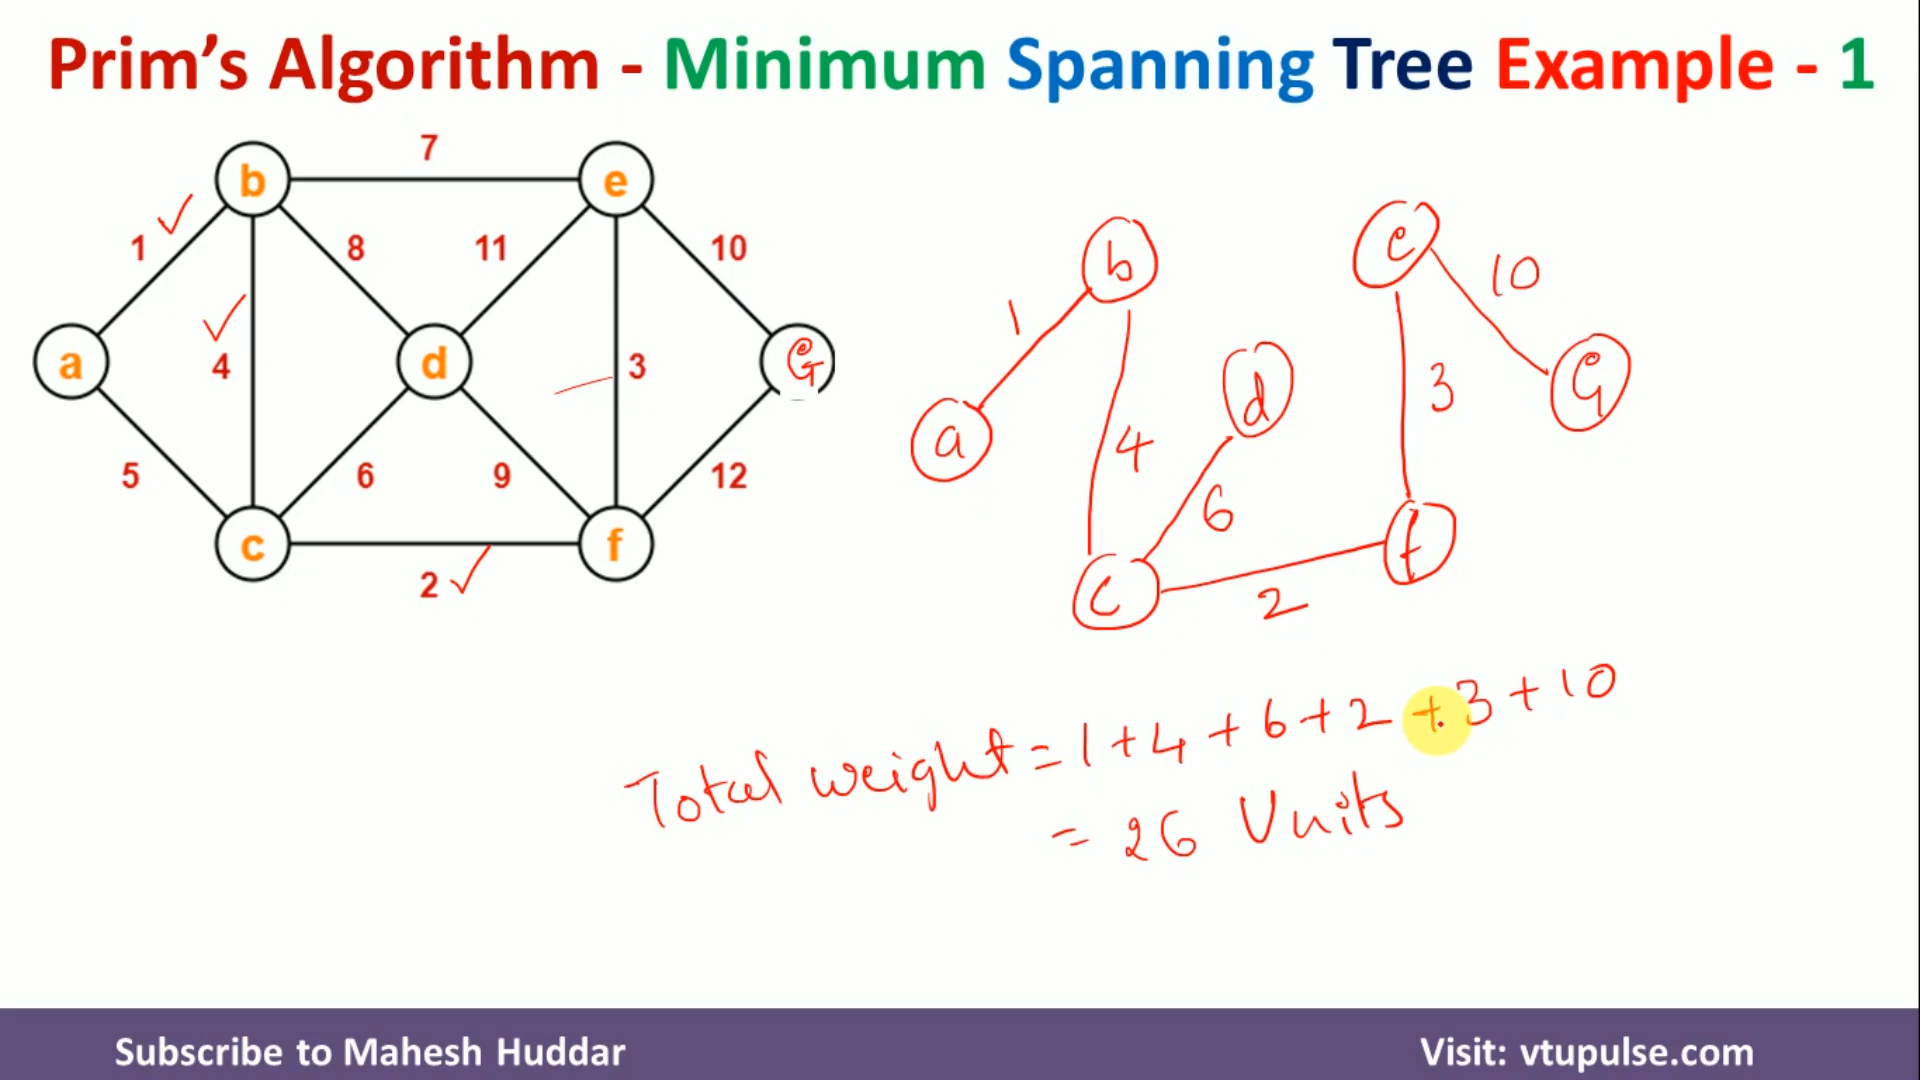 Prim's Algorithm - Minimum Spanning Tree Example - 1
7
b
e
1
8
11
10
a
4
d
3
G
5
6
9
12
c
f
2
b
e
10
1
a
d
3
G
4
6
c
f
2
Total weight = 1 + 4 + 6 + 2 + 3 + 10
= 26 Units
Subscribe to Mahesh Huddar
Visit: vtupulse.com